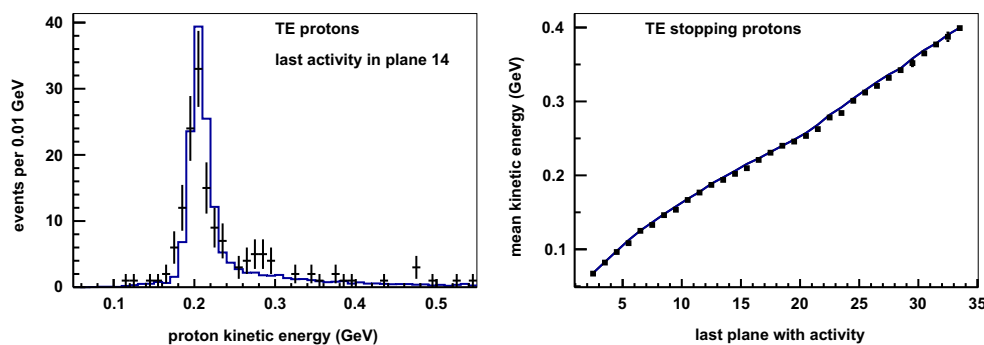 TE protons
last activity in plane 14
events per 0.01 GeV
40
30
20
10
0
0.1 0.2 0.3 0.4 0.5
proton kinetic energy (GeV)
TE stopping protons
mean kinetic energy (GeV)
0.4
0.3
0.2
0.1
5 10 15 20 25 30 35
last plane with activity